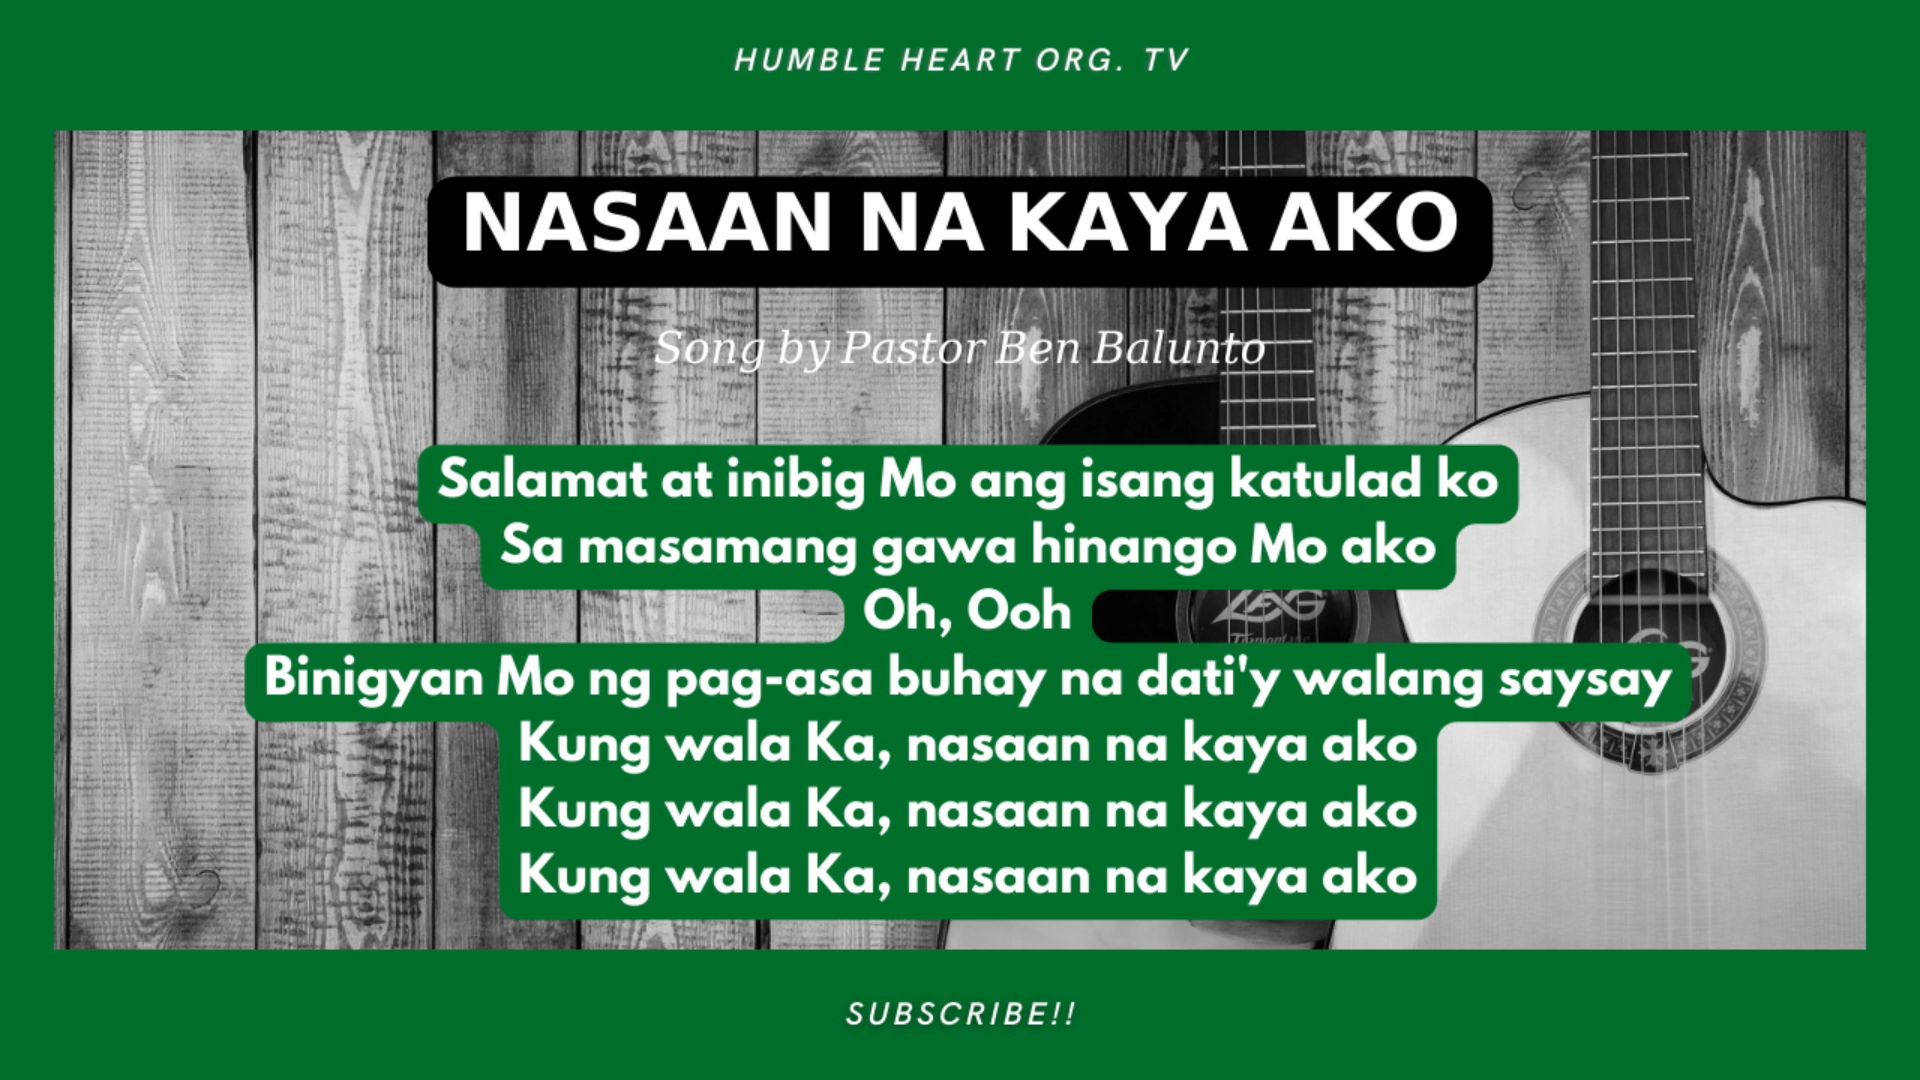 HUMBLE HEART ORG. TV
NASAAN NA KAYA AKO
Song by Pastor Ben Balunto
Salamat at inibig Mo ang isang katulad ko
Sa masamang gawa hinango Mo ako
Oh, Ooh
LAG
Tramontane
Binigyan Mo ng pag-asa buhay na dati'y walang saysay
Kung wala Ka, nasaan na kaya ako
Kung wala Ka, nasaan na kaya ako
Kung wala Ka, nasaan na kaya ako
SUBSCRIBE!!